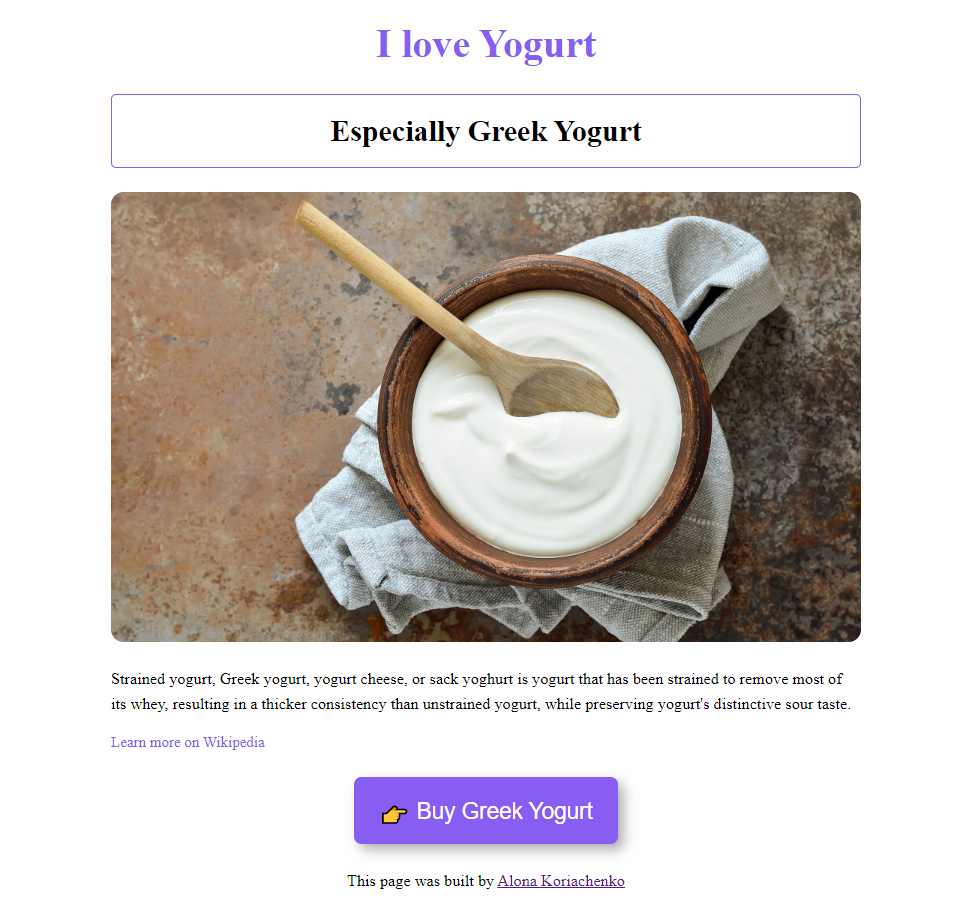 I love Yogurt
Especially Greek Yogurt
Strained yogurt, Greek yogurt, yogurt cheese, or sack yoghurt is yogurt that has been strained to remove most of
its whey, resulting in a thicker consistency than unstrained yogurt, while preserving yogurt's distinctive sour taste.
Learn more on Wikipedia
👉 Buy Greek Yogurt
This page was built by Alona Koriachenko